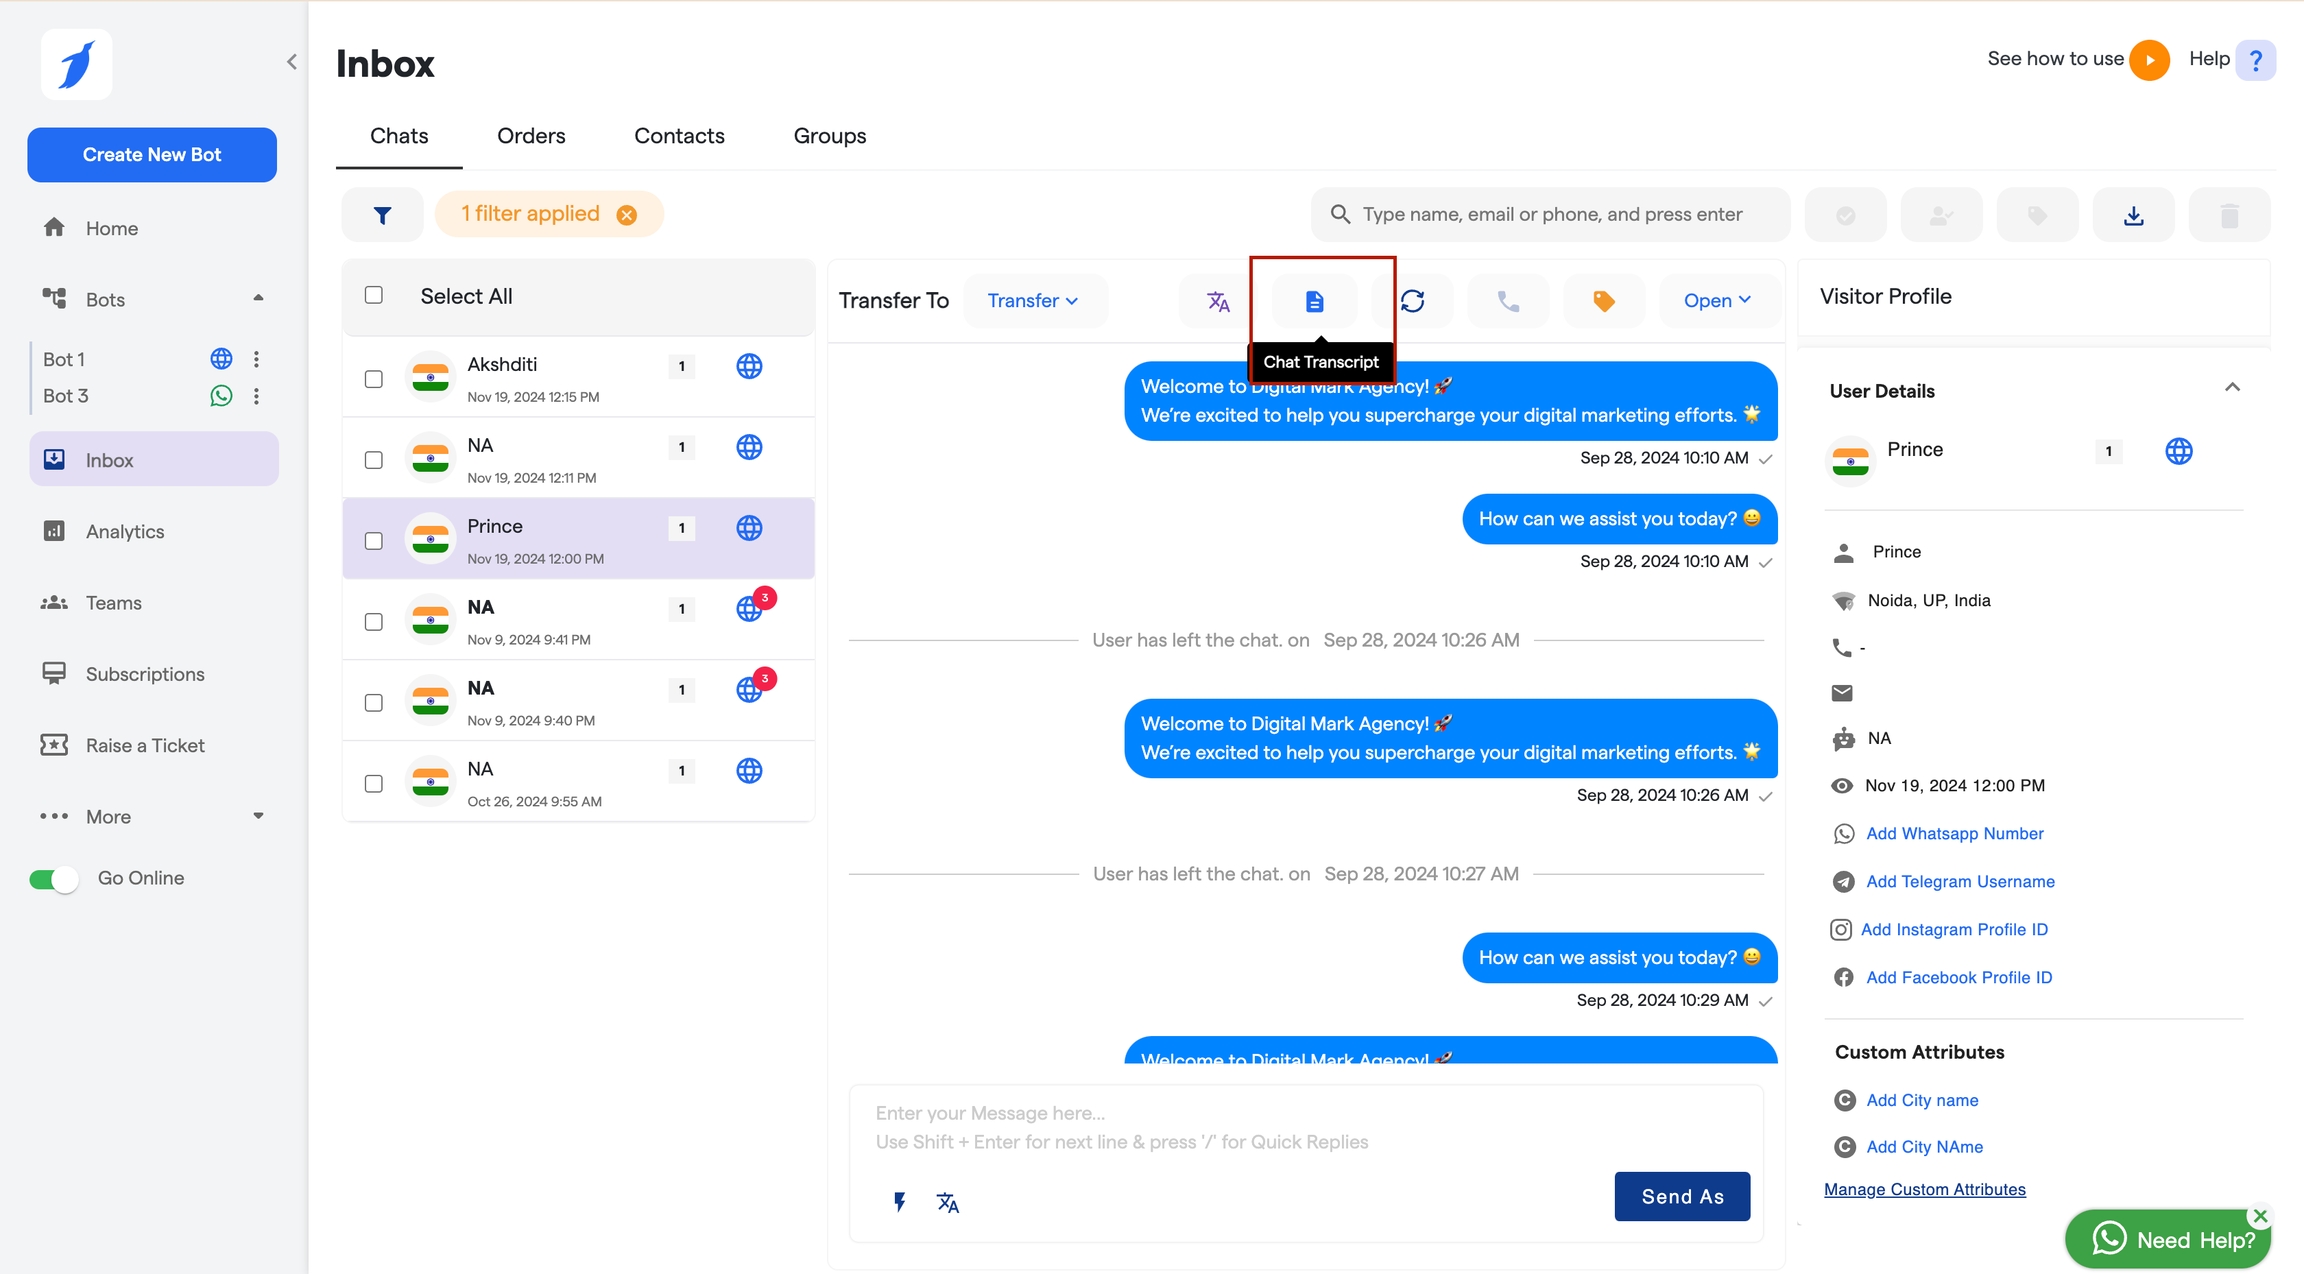 Inbox
See how to use
Help ?
Create New Bot
Chats
Orders
Contacts
Groups
1 filter applied
Type name, email or phone, and press enter
Home
Bots
Bot 1
Bot 3
Inbox
Analytics
Teams
Subscriptions
Raise a Ticket
More
Go Online
Select All
Akshditi
1
Nov 19, 2024 12:15 PM
NA
1
Nov 19, 2024 12:11 PM
Prince
1
Nov 19, 2024 12:00 PM
NA
1
3
Nov 9, 2024 9:41 PM
NA
1
3
Nov 9, 2024 9:40 PM
NA
1
Oct 26, 2024 9:55 AM
Transfer To
Transfer
Open
Chat Transcript
Welcome to Digital Mark Agency! 🚀
We're excited to help you supercharge your digital marketing efforts. 🌟
Sep 28, 2024 10:10 AM
How can we assist you today? 😀
Sep 28, 2024 10:10 AM
User has left the chat. on Sep 28, 2024 10:26 AM
Welcome to Digital Mark Agency! 🚀
We're excited to help you supercharge your digital marketing efforts. 🌟
Sep 28, 2024 10:26 AM
User has left the chat. on Sep 28, 2024 10:27 AM
How can we assist you today? 😀
Sep 28, 2024 10:29 AM
Welcome to Digital Mark Agency! 🚀
Enter your Message here...
Use Shift + Enter for next line & press '/' for Quick Replies
Send As
Visitor Profile
User Details
Prince
1
Prince
Noida, UP, India
-
NA
Nov 19, 2024 12:00 PM
Add Whatsapp Number
Add Telegram Username
Add Instagram Profile ID
Add Facebook Profile ID
Custom Attributes
C Add City name
C Add City NAme
Manage Custom Attributes
Need Help?